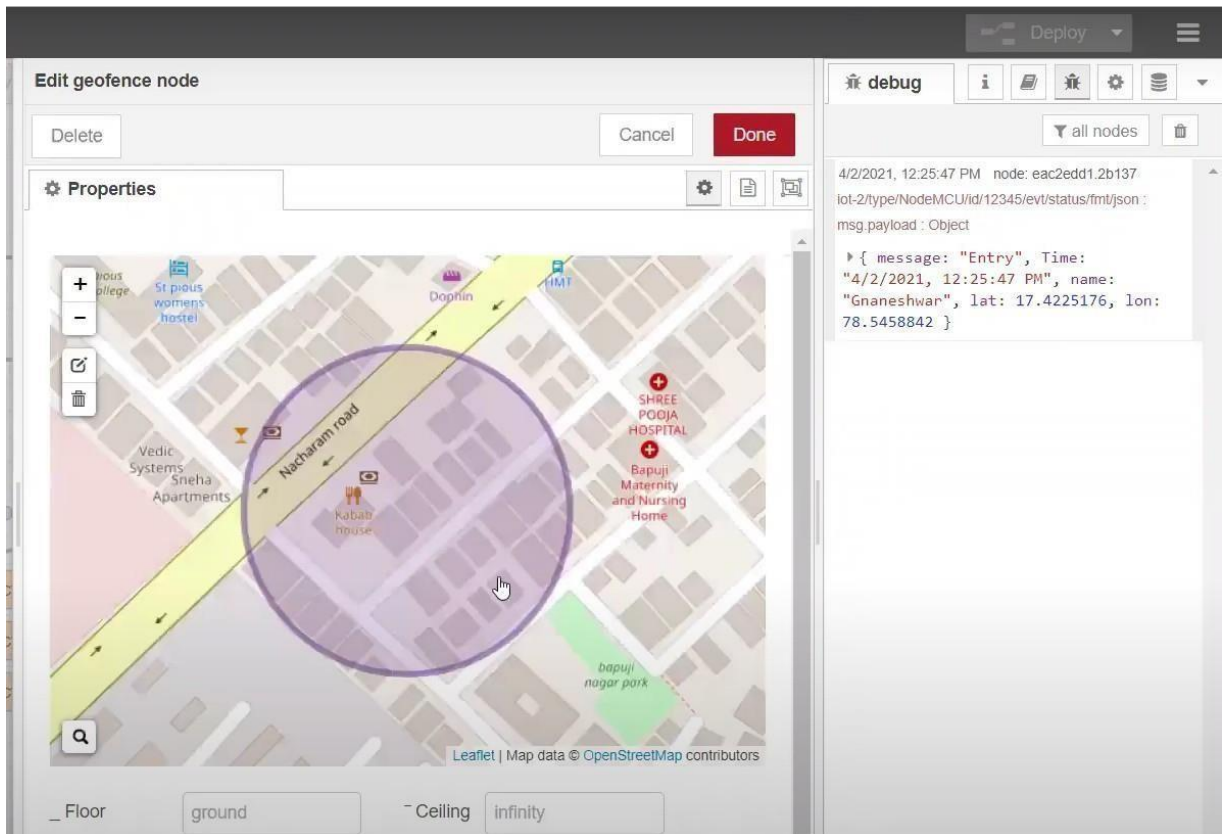 Deploy
Edit geofence node
Delete
Cancel
Done
Properties
St pious
womens
hostel
Dophin
HMT
+
−
Nacharam road
Vedic
Systems
Sneha
Apartments
Kabab
house
SHREE
POOJA
HOSPITAL
Bapuji
Maternity
and Nursing
Home
bapuji
nagar park
Leaflet | Map data © OpenStreetMap contributors
_ Floor
ground
¯ Ceiling
infinity
debug
i
all nodes
4/2/2021, 12:25:47 PM node: eac2edd1.2b137
iot-2/type/NodeMCU/id/12345/evt/status/fmt/json :
msg.payload : Object
{ message: "Entry", Time:
"4/2/2021, 12:25:47 PM", name:
"Gnaneshwar", lat: 17.4225176, lon:
78.5458842 }